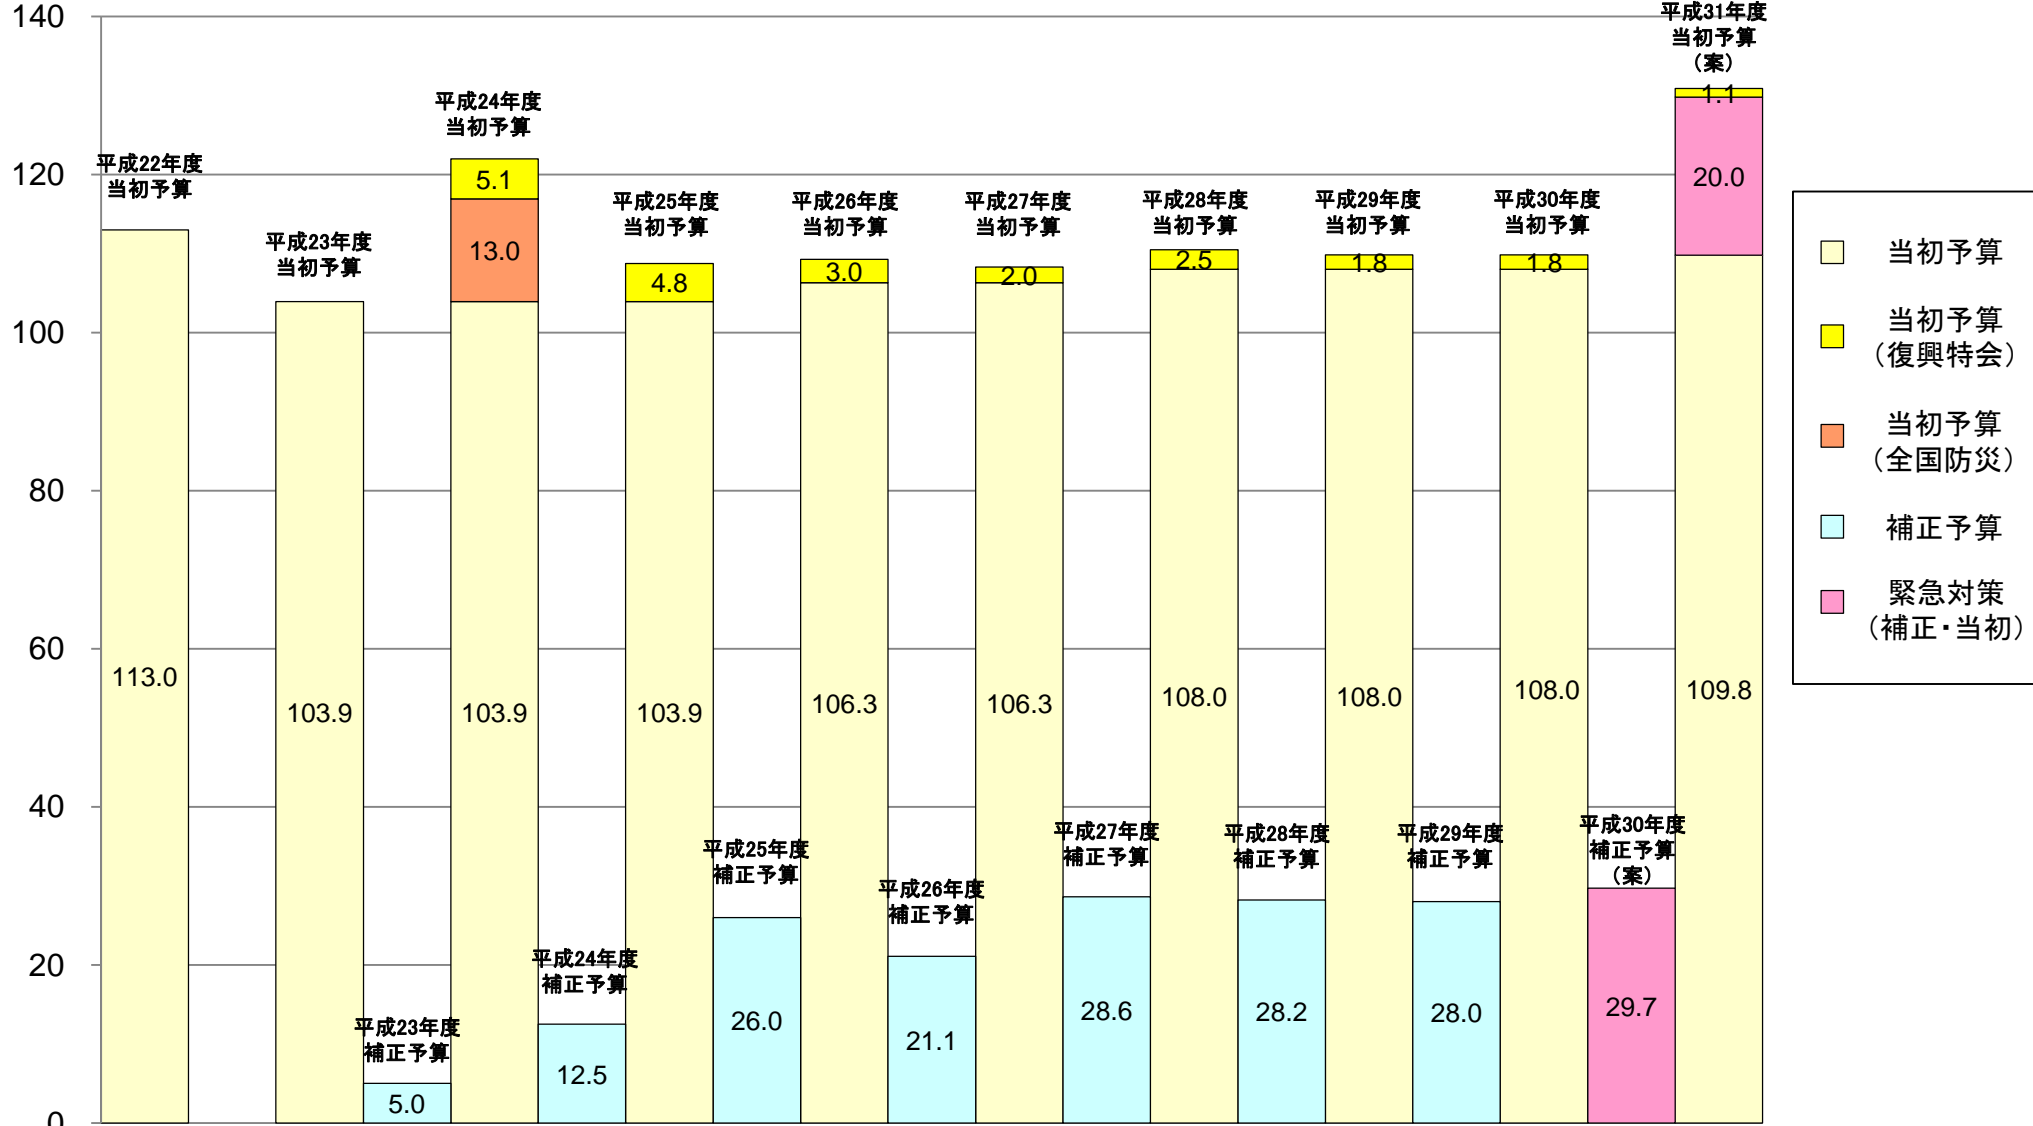 140
120
100
80
60
40
20
0
平成22年度
当初予算
113.0
平成23年度
当初予算
103.9
平成23年度
補正予算
5.0
平成24年度
当初予算
5.1
13.0
103.9
平成24年度
補正予算
12.5
平成25年度
当初予算
4.8
103.9
平成25年度
補正予算
26.0
平成26年度
当初予算
3.0
106.3
平成26年度
補正予算
21.1
平成27年度
当初予算
2.0
106.3
平成27年度
補正予算
28.6
平成28年度
当初予算
2.5
108.0
平成28年度
補正予算
28.2
平成29年度
当初予算
1.8
108.0
平成29年度
補正予算
28.0
平成30年度
当初予算
1.8
108.0
平成30年度
補正予算
（案）
29.7
平成31年度
当初予算
（案）
1.1
20.0
109.8
当初予算
当初予算
（復興特会）
当初予算
（全国防災）
補正予算
緊急対策
（補正・当初）